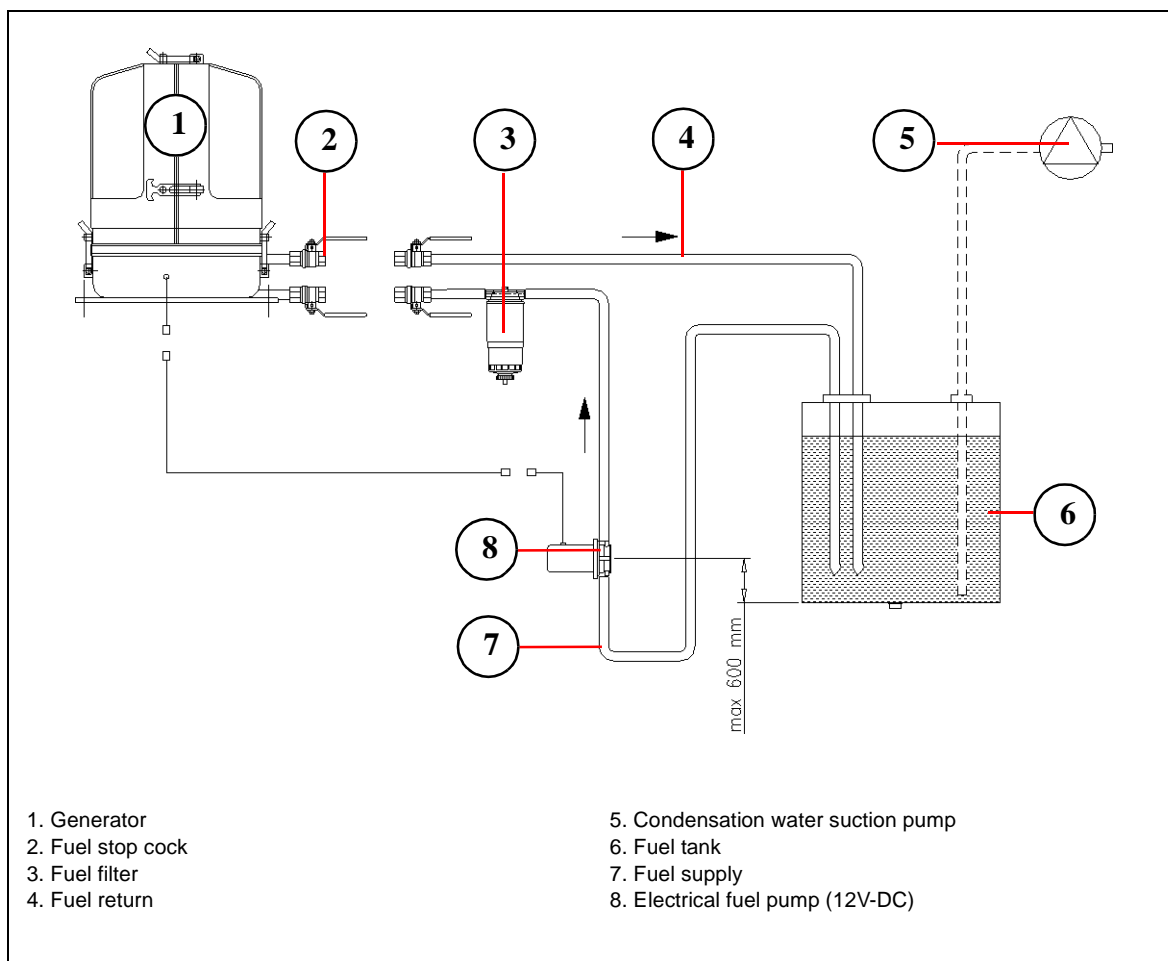 1
2
3
4
5
6
7
8
max 600 mm
1. Generator
2. Fuel stop cock
3. Fuel filter
4. Fuel return
5. Condensation water suction pump
6. Fuel tank
7. Fuel supply
8. Electrical fuel pump (12V-DC)